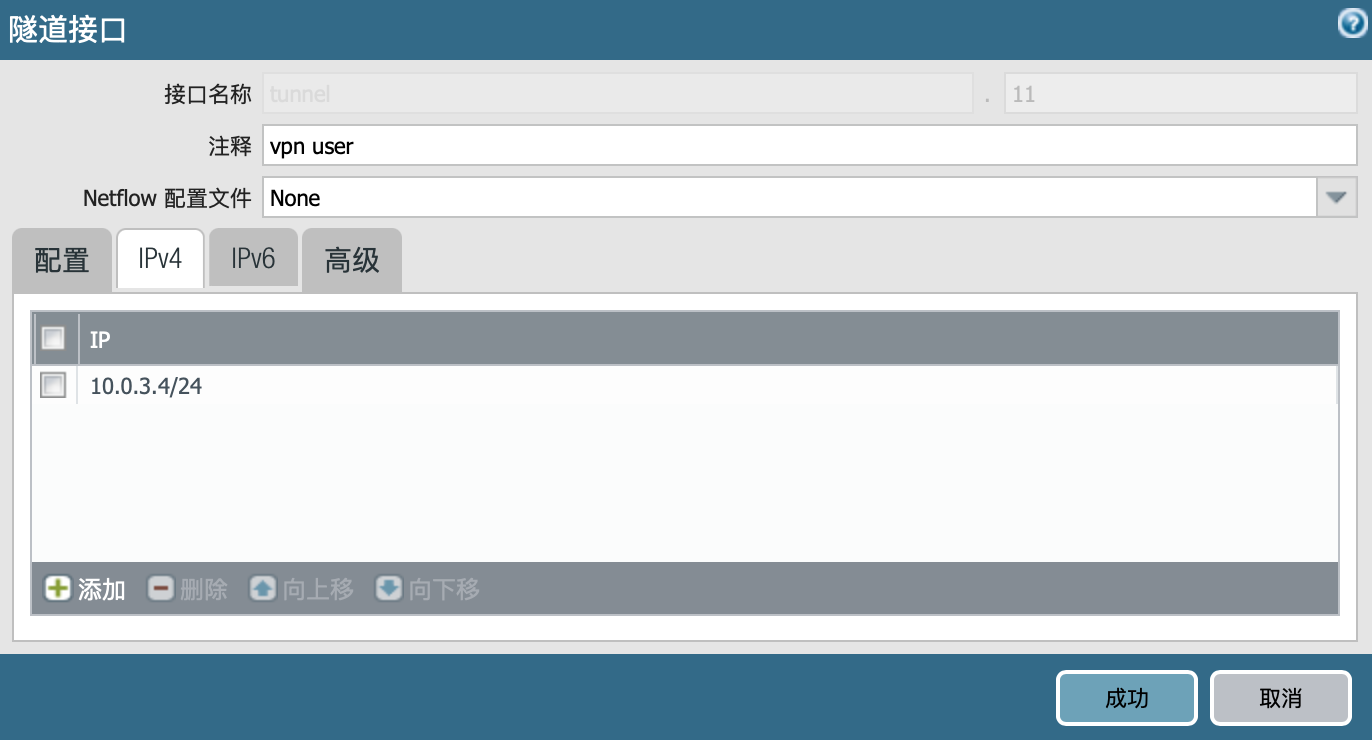 隧道接口
接口名称 tunnel . 11
注释 vpn user
Netflow 配置文件 None
配置 IPv4 IPv6 高级
IP
10.0.3.4/24
添加 删除 向上移 向下移
成功 取消